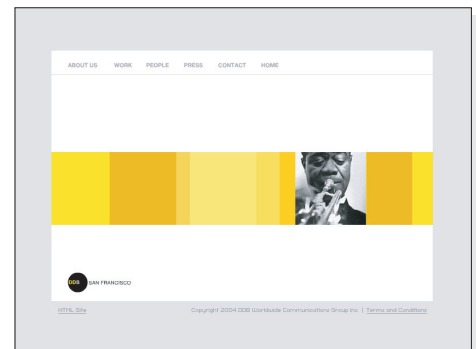 ABOUT US WORK PEOPLE PRESS CONTACT HOME
DDB SAN FRANCISCO
HTML Site Copyright 2004 DDB Worldwide Communications Group Inc | Terms and Conditions